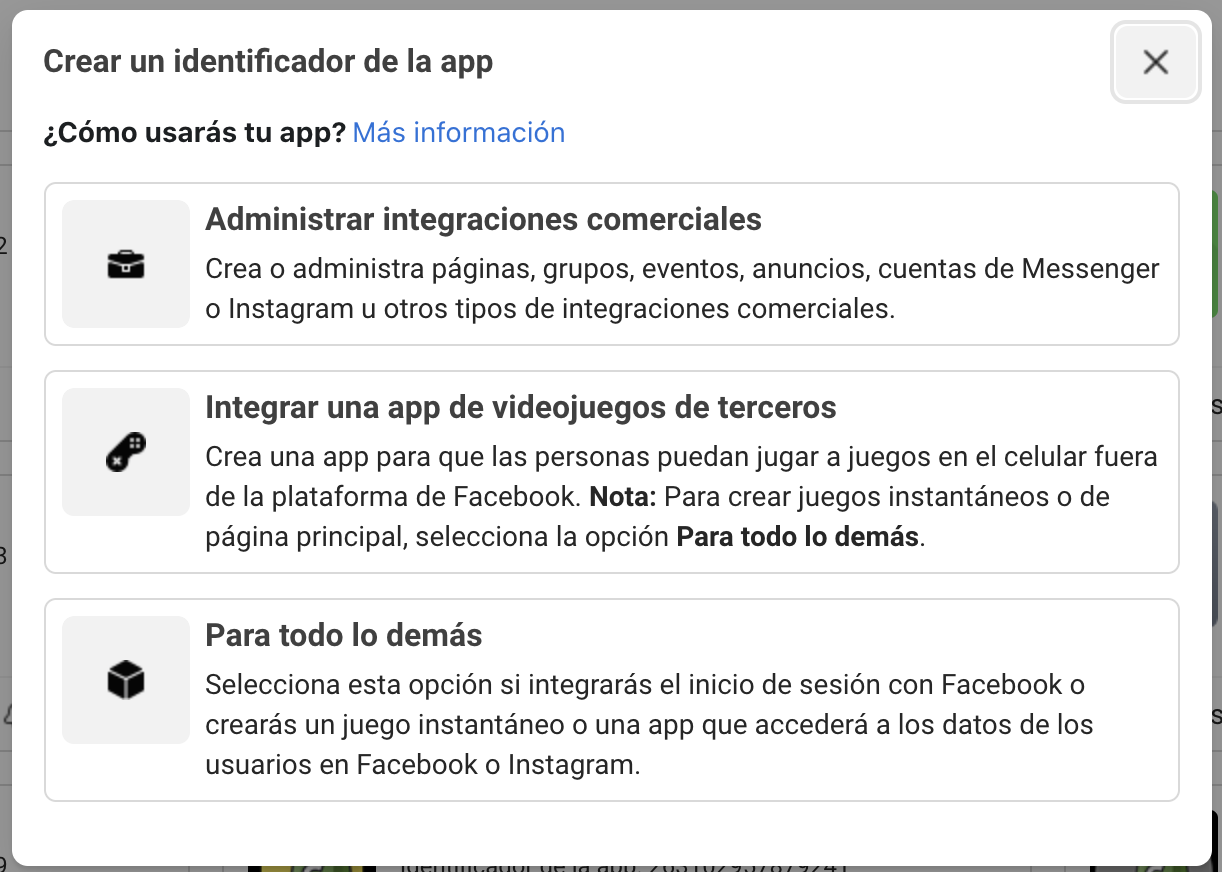 Crear un identificador de la app
¿Cómo usarás tu app? Más información
Administrar integraciones comerciales
Crea o administra páginas, grupos, eventos, anuncios, cuentas de Messenger
o Instagram u otros tipos de integraciones comerciales.
Integrar una app de videojuegos de terceros
Crea una app para que las personas puedan jugar a juegos en el celular fuera
de la plataforma de Facebook. Nota: Para crear juegos instantáneos o de
página principal, selecciona la opción Para todo lo demás.
Para todo lo demás
Selecciona esta opción si integrarás el inicio de sesión con Facebook o
crearás un juego instantáneo o una app que accederá a los datos de los
usuarios en Facebook o Instagram.